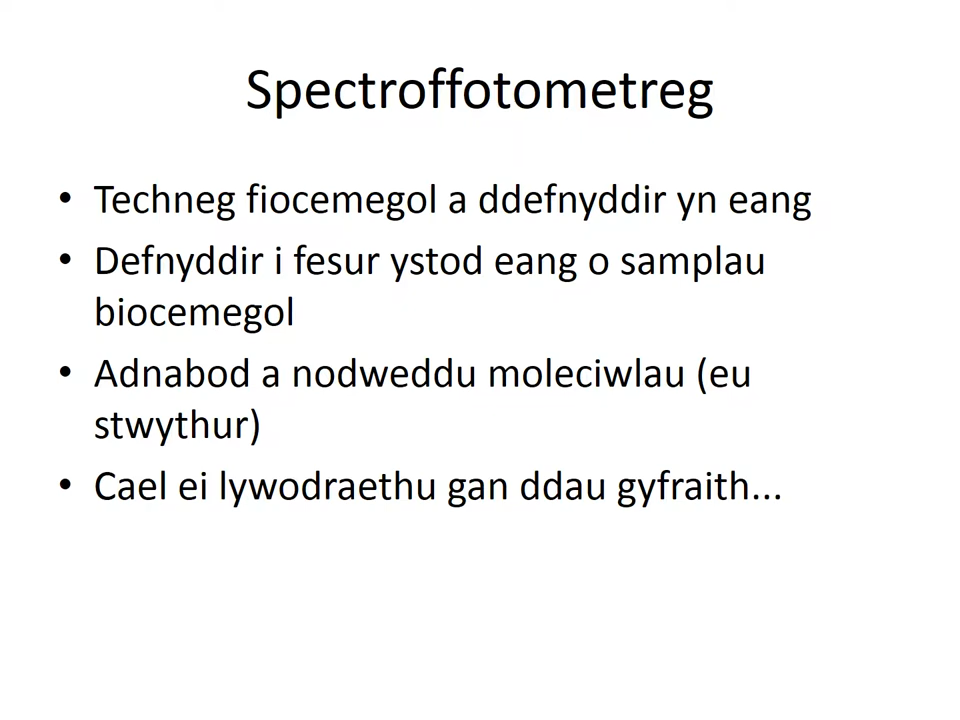 Spectroffotometreg
• Techneg fiocemegol a ddefnyddir yn eang
• Defnyddir i fesur ystod eang o samplau
biocemegol
• Adnabod a nodweddu moleciwlau (eu
stwythur)
• Cael ei lywodraethu gan ddau gyfraith...